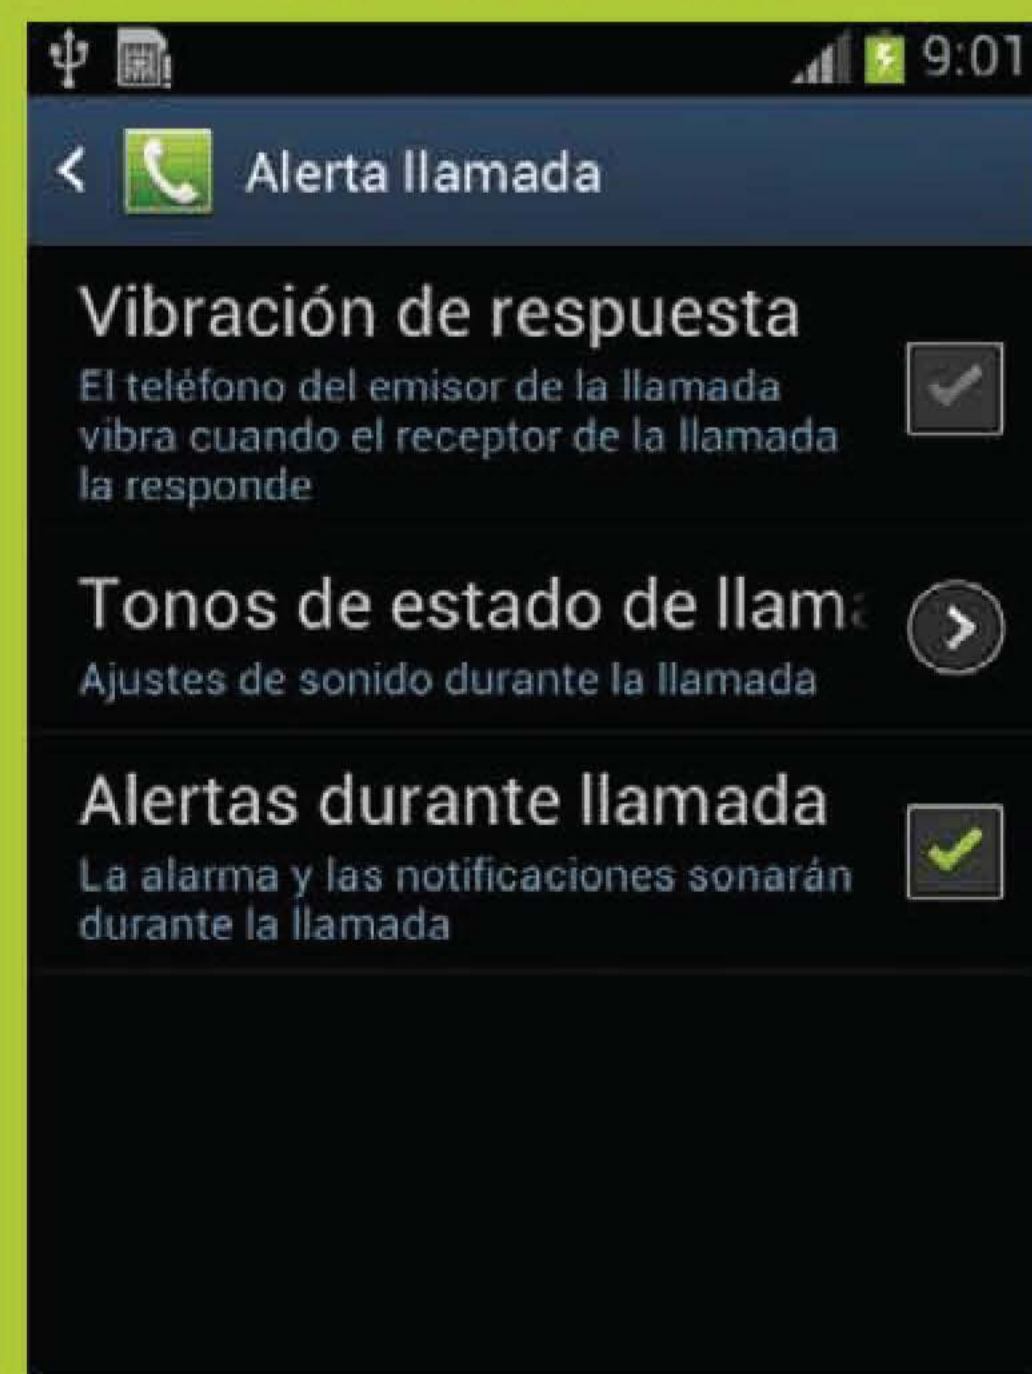 9:01
Alerta llamada
Vibración de respuesta
El teléfono del emisor de la llamada
vibra cuando el receptor de la llamada
la responde
Tonos de estado de llama
Ajustes de sonido durante la llamada
Alertas durante llamada
La alarma y las notificaciones sonarán
durante la llamada